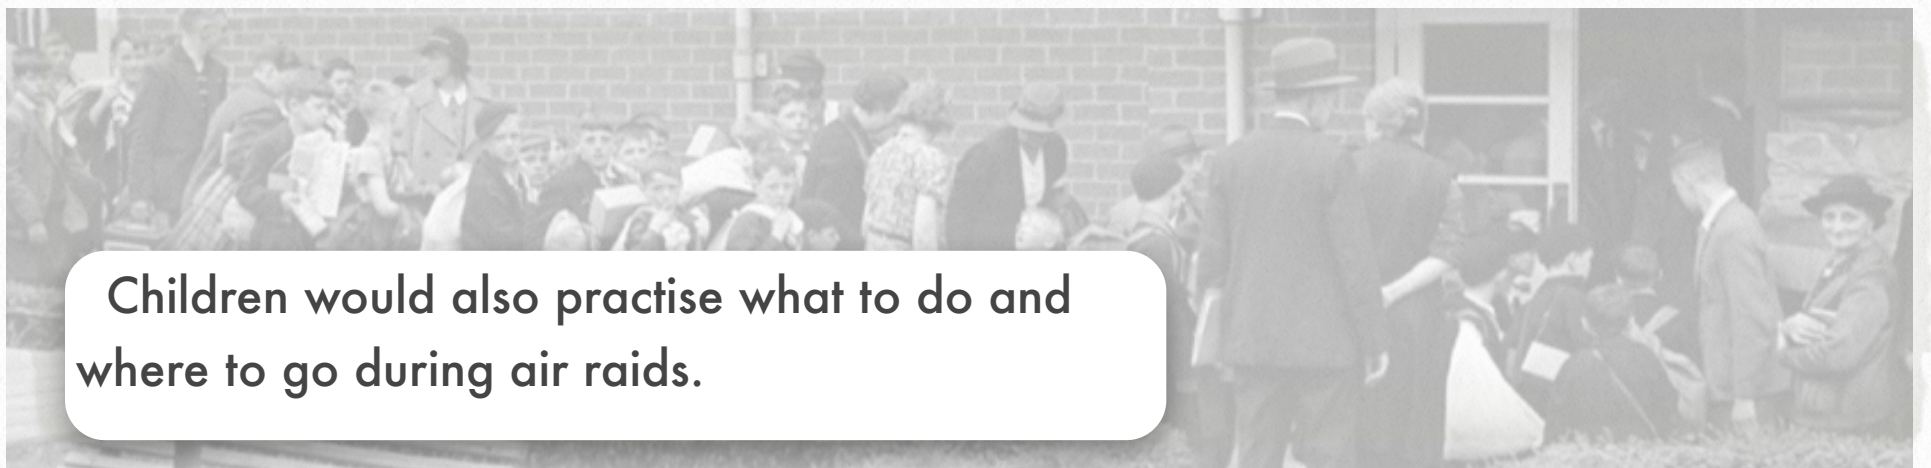 Children would also practise what to do and
where to go during air raids.